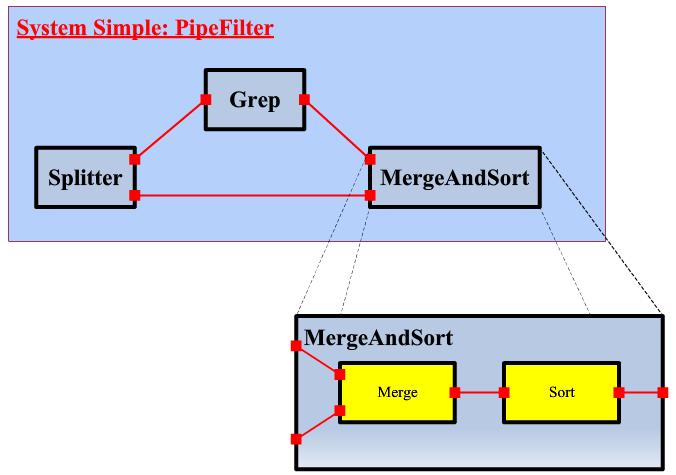 System Simple: PipeFilter
Grep
Splitter
MergeAndSort
MergeAndSort
Merge
Sort